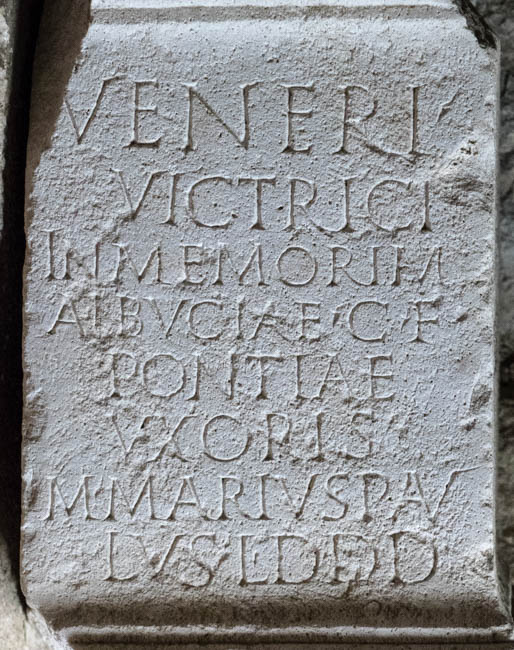 VENERI
VICTRICI
IN MEMORIAM
ALBVCIAE · C · F ·
PONTIAE
VXORIS
M MARIVS PAV
LVS L D D D D